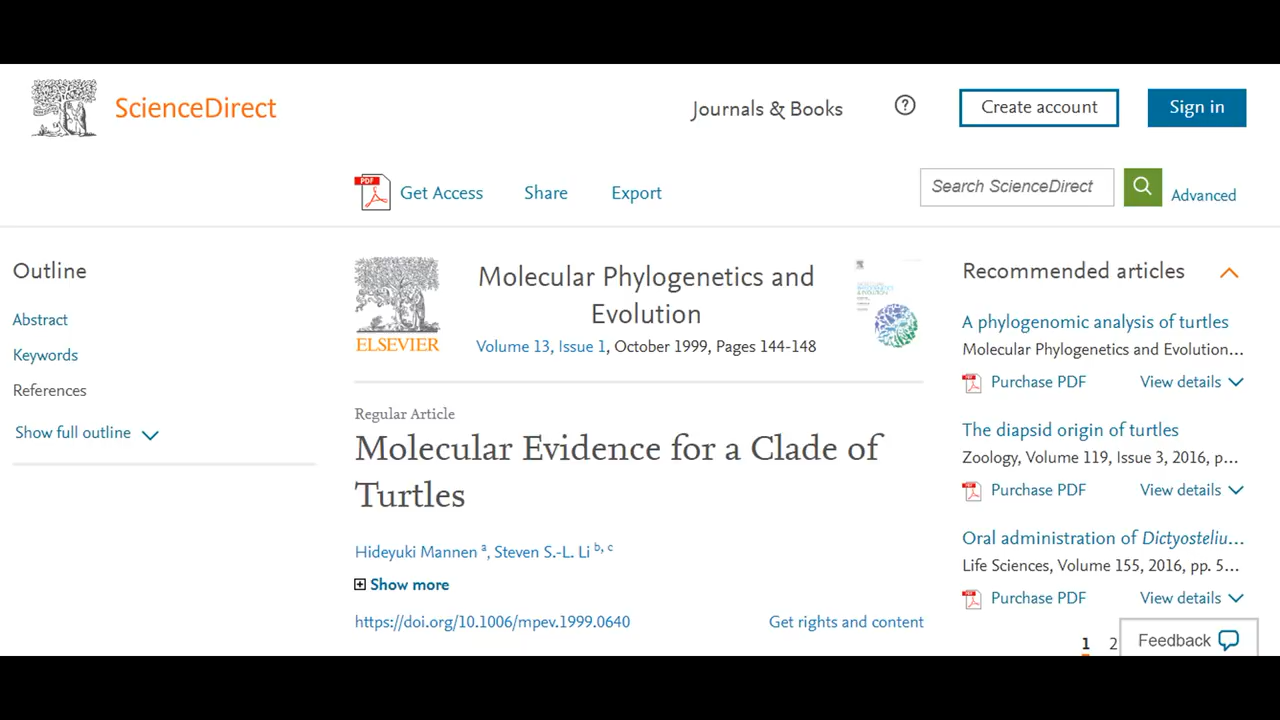 ScienceDirect
Journals & Books
?
Create account
Sign in
PDF
Get Access
Share
Export
Search ScienceDirect
Advanced
Outline
Abstract
Keywords
References
Show full outline
ELSEVIER
Molecular Phylogenetics and
Evolution
Volume 13, Issue 1, October 1999, Pages 144-148
Regular Article
Molecular Evidence for a Clade of
Turtles
Hideyuki Mannen a, Steven S.-L. Li b, c
Show more
https://doi.org/10.1006/mpev.1999.0640
Get rights and content
Recommended articles
A phylogenomic analysis of turtles
Molecular Phylogenetics and Evolution...
Purchase PDF
View details
The diapsid origin of turtles
Zoology, Volume 119, Issue 3, 2016, p...
Purchase PDF
View details
Oral administration of Dictyosteliu...
Life Sciences, Volume 155, 2016, pp. 5...
Purchase PDF
View details
1 2
Feedback